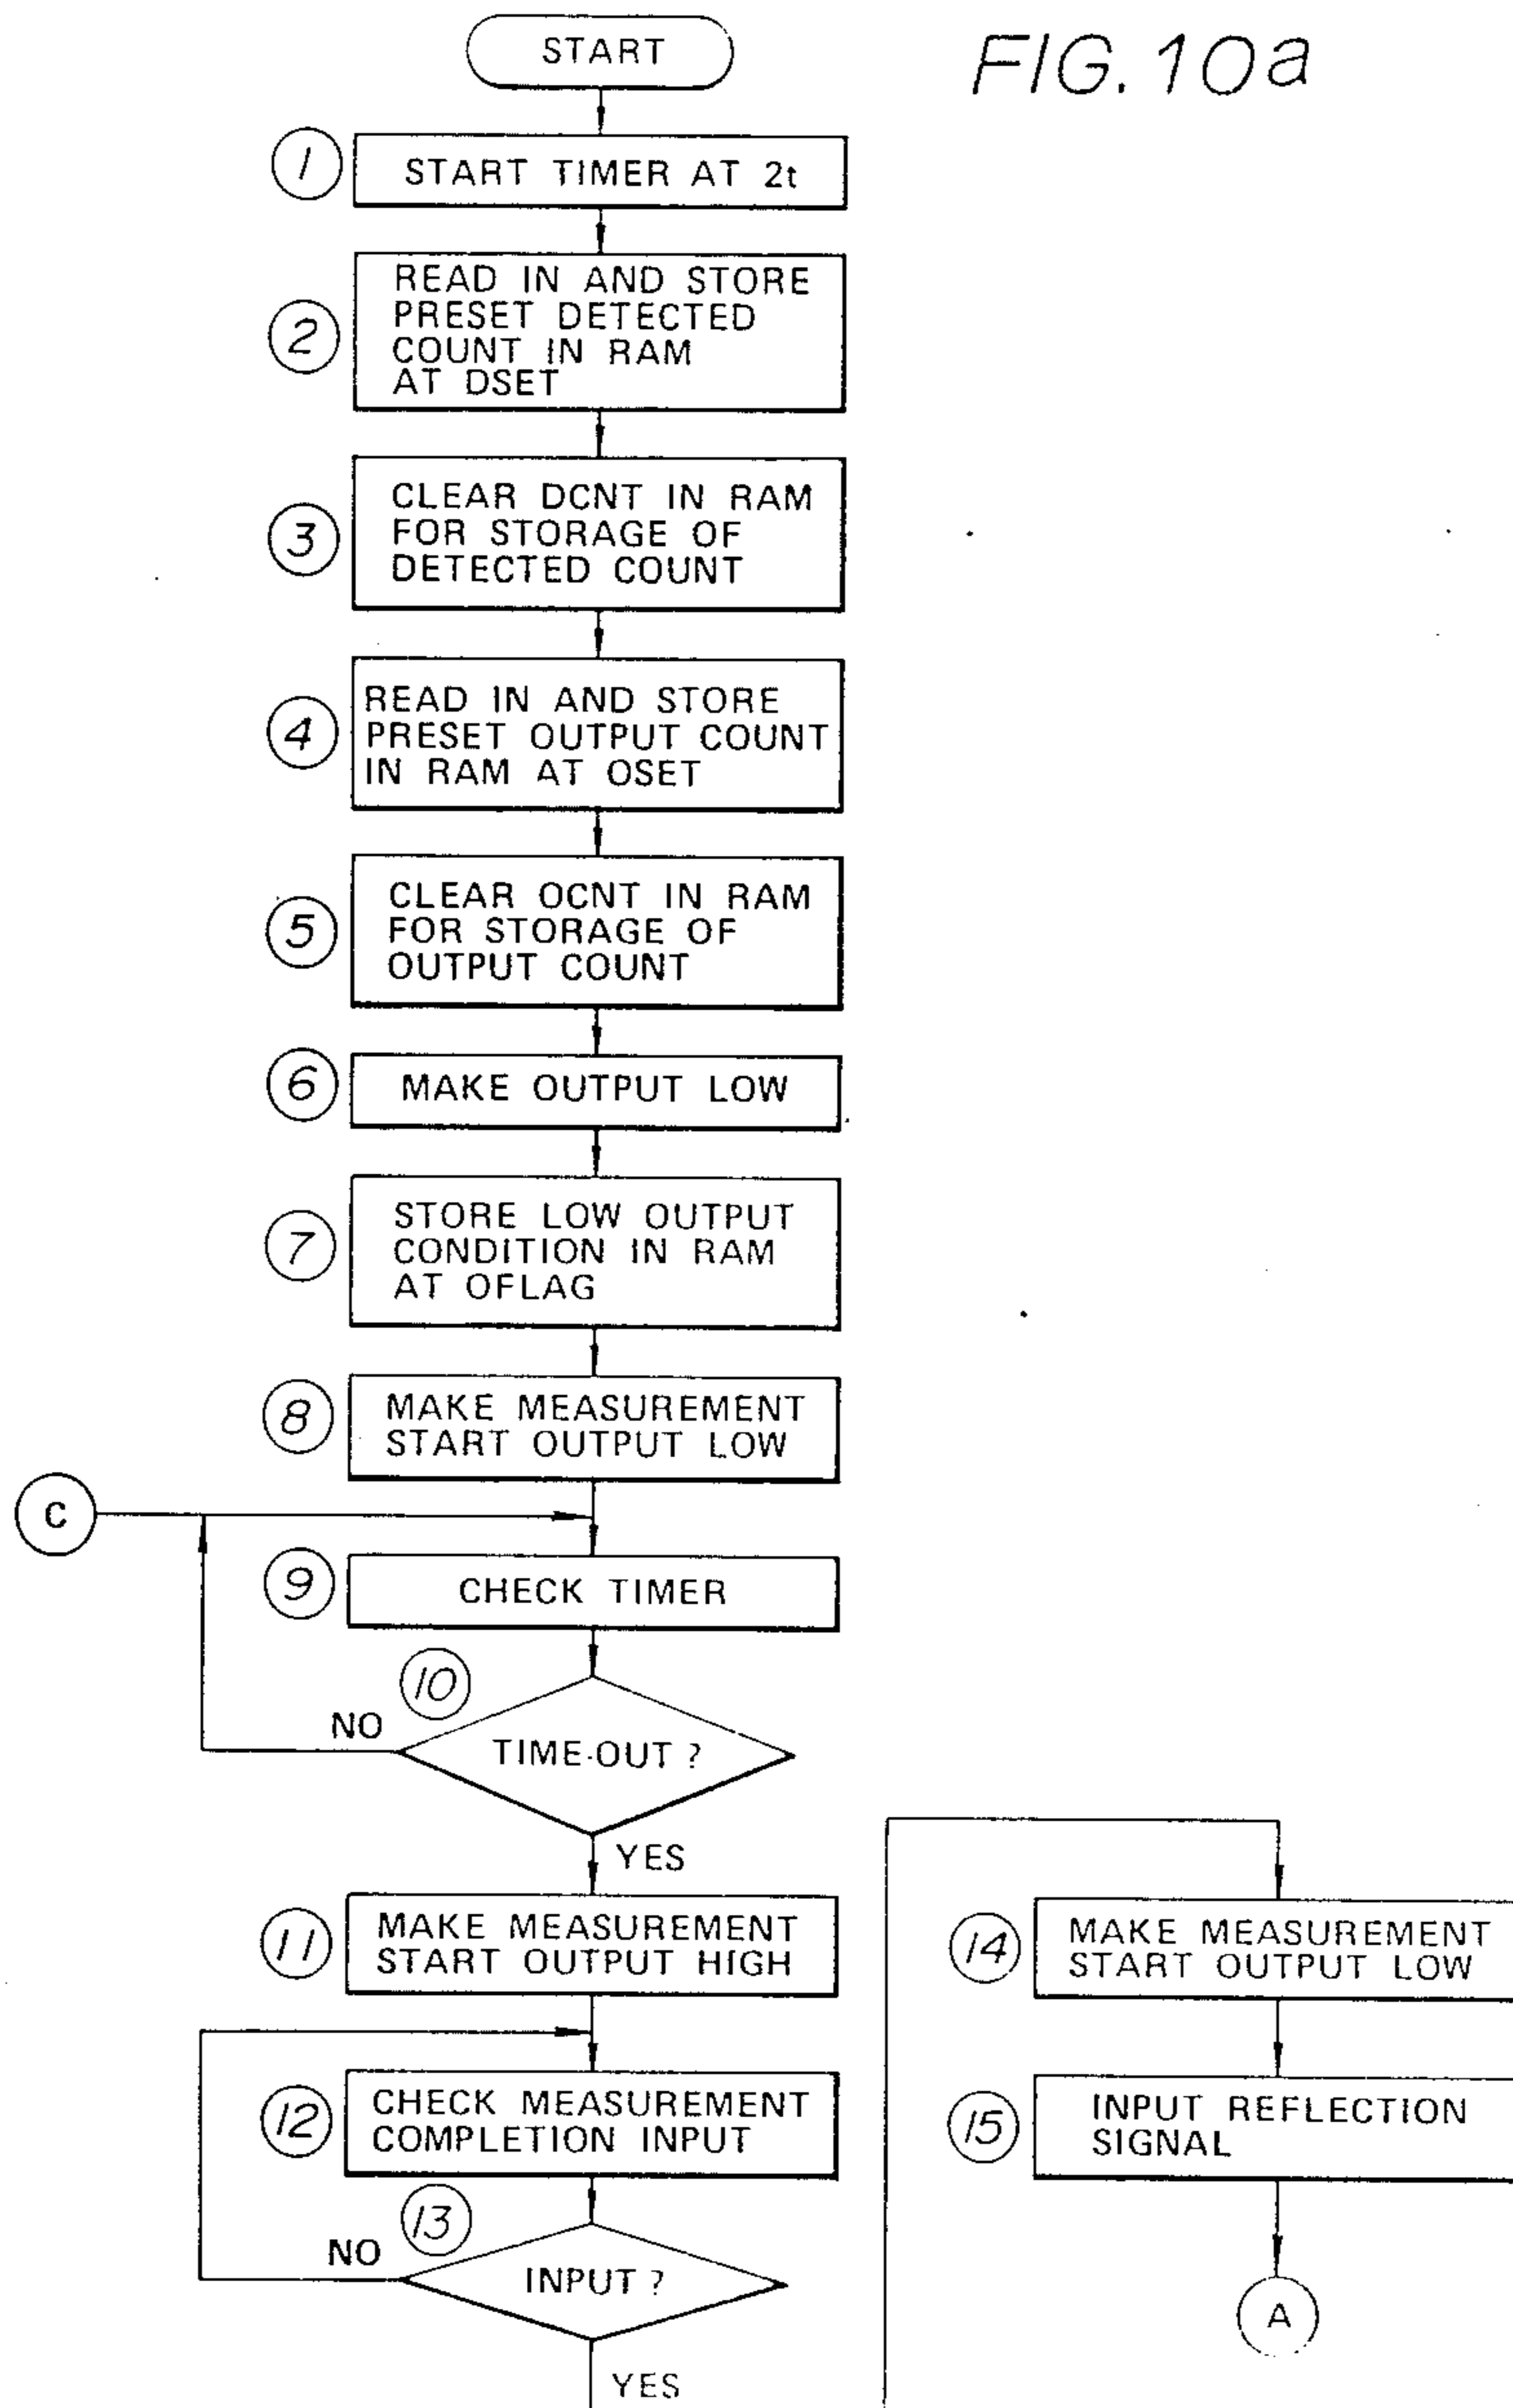 FIG. 10a
START
1
START TIMER AT 2t
2
READ IN AND STORE
PRESET DETECTED
COUNT IN RAM
AT DSET
3
CLEAR DCNT IN RAM
FOR STORAGE OF
DETECTED COUNT
4
READ IN AND STORE
PRESET OUTPUT COUNT
IN RAM AT OSET
5
CLEAR OCNT IN RAM
FOR STORAGE OF
OUTPUT COUNT
6
MAKE OUTPUT LOW
7
STORE LOW OUTPUT
CONDITION IN RAM
AT OFLAG
8
MAKE MEASUREMENT
START OUTPUT LOW
C
9
CHECK TIMER
10
NO
TIME-OUT ?
YES
11
MAKE MEASUREMENT
START OUTPUT HIGH
12
CHECK MEASUREMENT
COMPLETION INPUT
13
NO
INPUT ?
YES
14
MAKE MEASUREMENT
START OUTPUT LOW
15
INPUT REFLECTION
SIGNAL
A